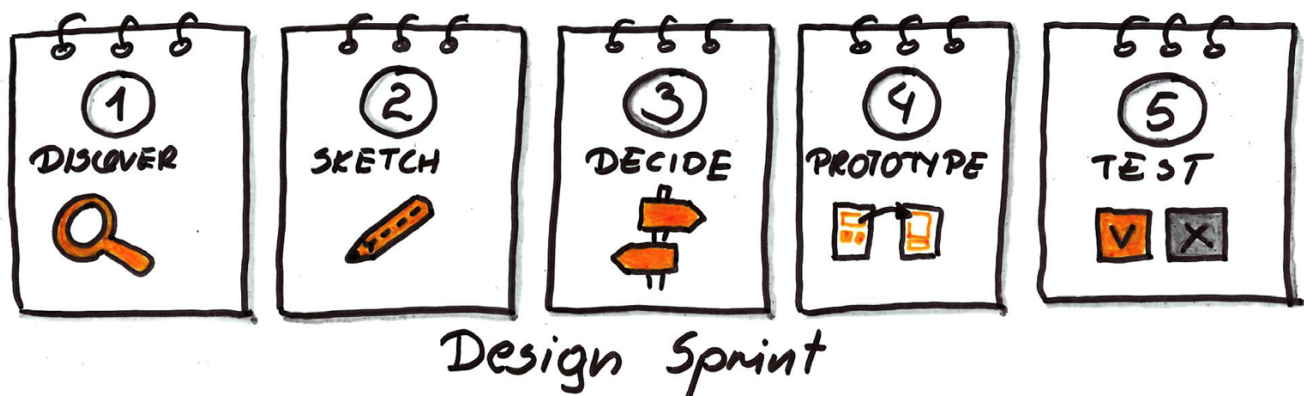 1
DISCOVER
2
SKETCH
3
DECIDE
4
PROTOTYPE
5
TEST
V X
Design Sprint